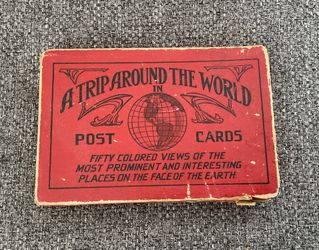 A TRIP AROUND THE WORLD
IN
POST CARDS
FIFTY COLORED VIEWS OF THE
MOST PROMINENT AND INTERESTING
PLACES ON THE FACE OF THE EARTH